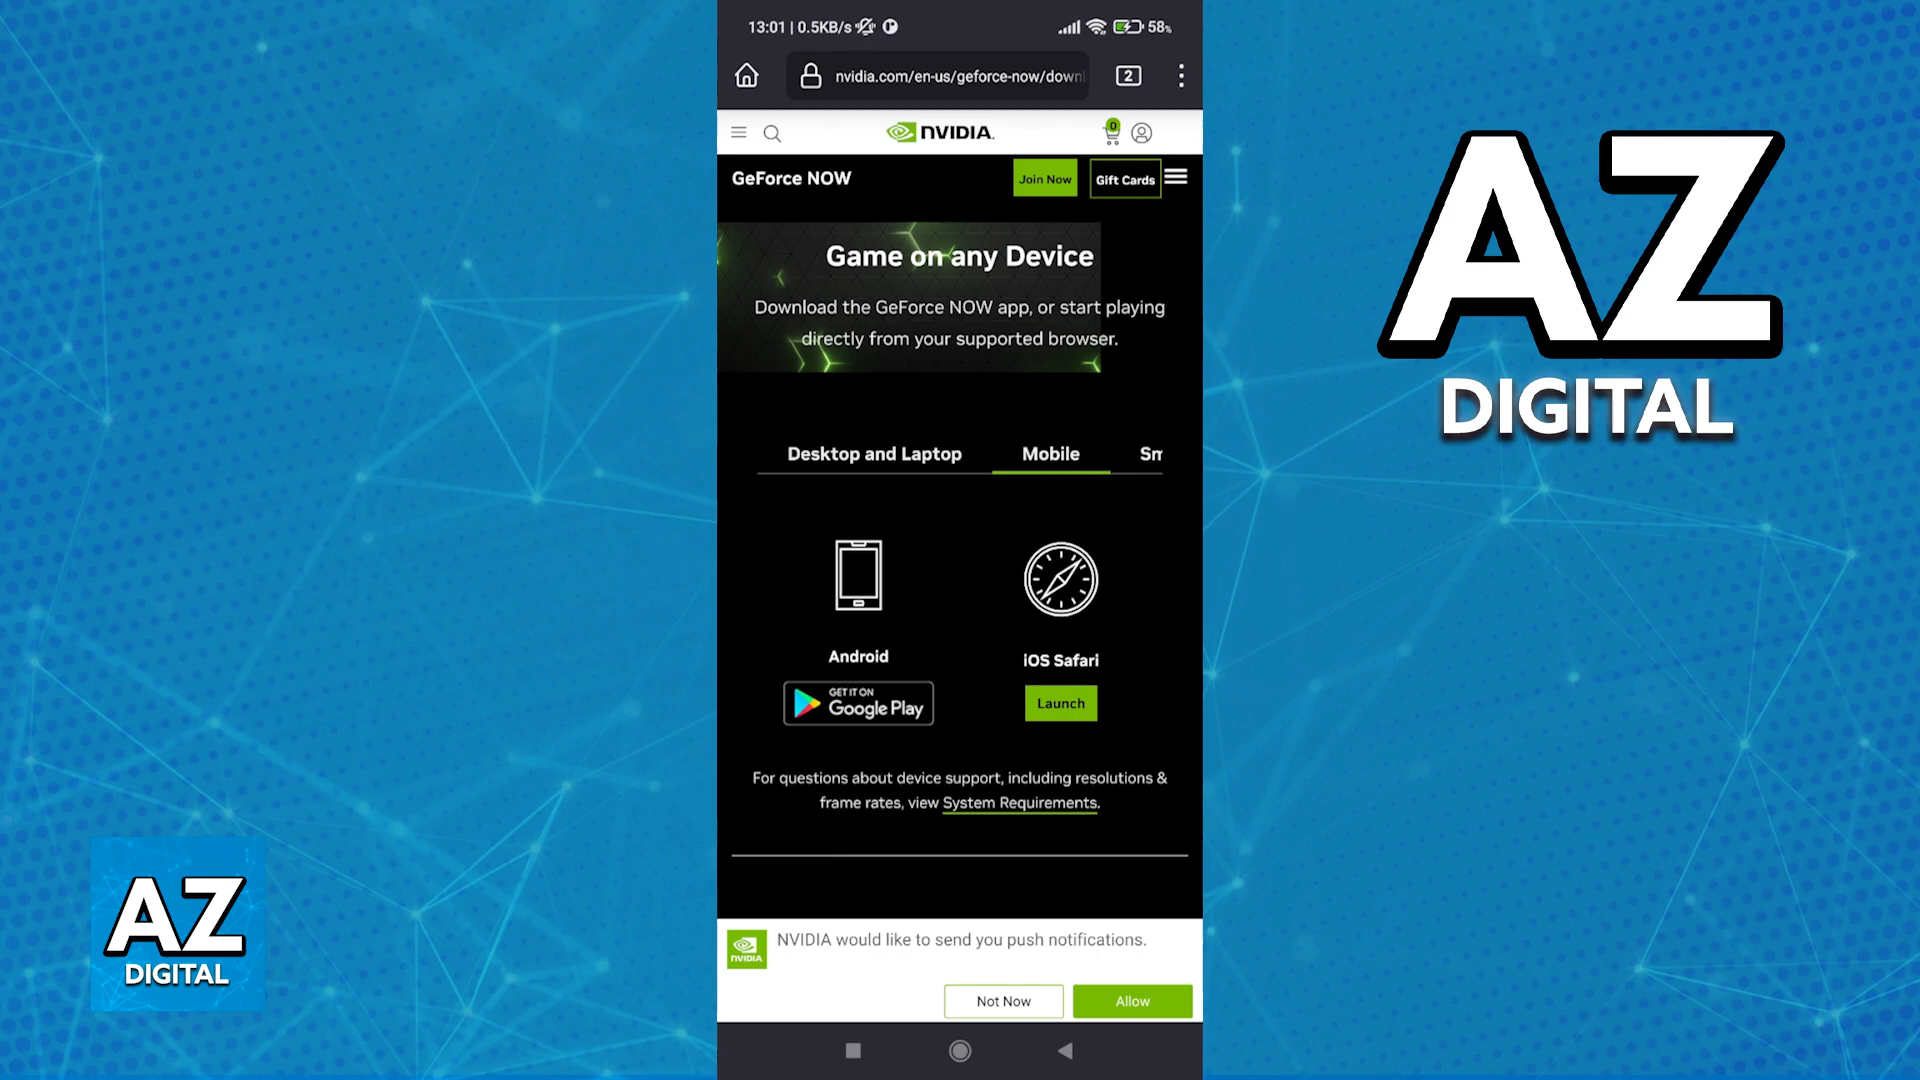 13:01 | 0.5KB/s
58%
nvidia.com/en-us/geforce-now/down
2
NVIDIA.
0
GeForce NOW
Join Now
Gift Cards
Game on any Device
Download the GeForce NOW app, or start playing
directly from your supported browser.
Desktop and Laptop
Mobile
Sm
Android
iOS Safari
GET IT ON
Google Play
Launch
For questions about device support, including resolutions &
frame rates, view System Requirements.
NVIDIA
NVIDIA would like to send you push notifications.
Not Now
Allow
AZ
DIGITAL
AZ
DIGITAL